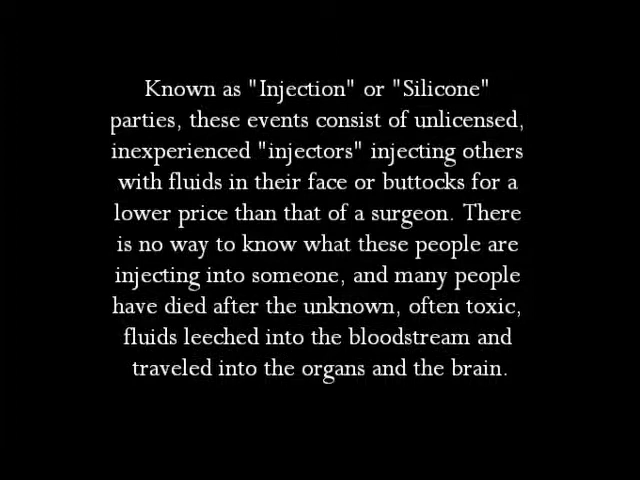 Known as "Injection" or "Silicone"
parties, these events consist of unlicensed,
inexperienced "injectors" injecting others
with fluids in their face or buttocks for a
lower price than that of a surgeon. There
is no way to know what these people are
injecting into someone, and many people
have died after the unknown, often toxic,
fluids leeched into the bloodstream and
traveled into the organs and the brain.